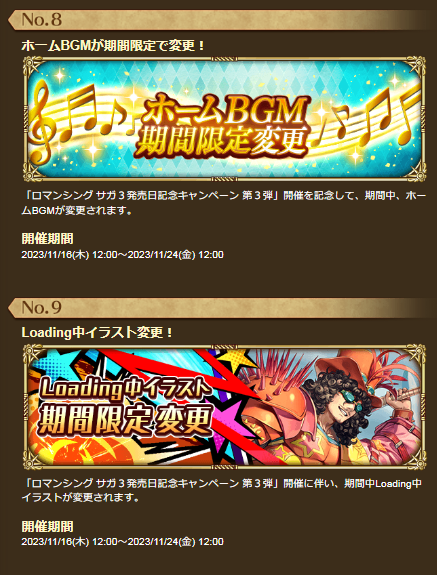 No.8
ホームBGMが期間限定で変更！
ホームBGM
期間限定変更
「ロマンシング サガ３発売日記念キャンペーン 第３弾」開催を記念して、期間中、ホー
ムBGMが変更されます。
開催期間
2023/11/16(木) 12:00～2023/11/24(金) 12:00
No.9
Loading中イラスト変更！
Loading中イラスト
期間限定変更
「ロマンシング サガ３発売日記念キャンペーン 第３弾」開催に伴い、期間中Loading中
イラストが変更されます。
開催期間
2023/11/16(木) 12:00～2023/11/24(金) 12:00